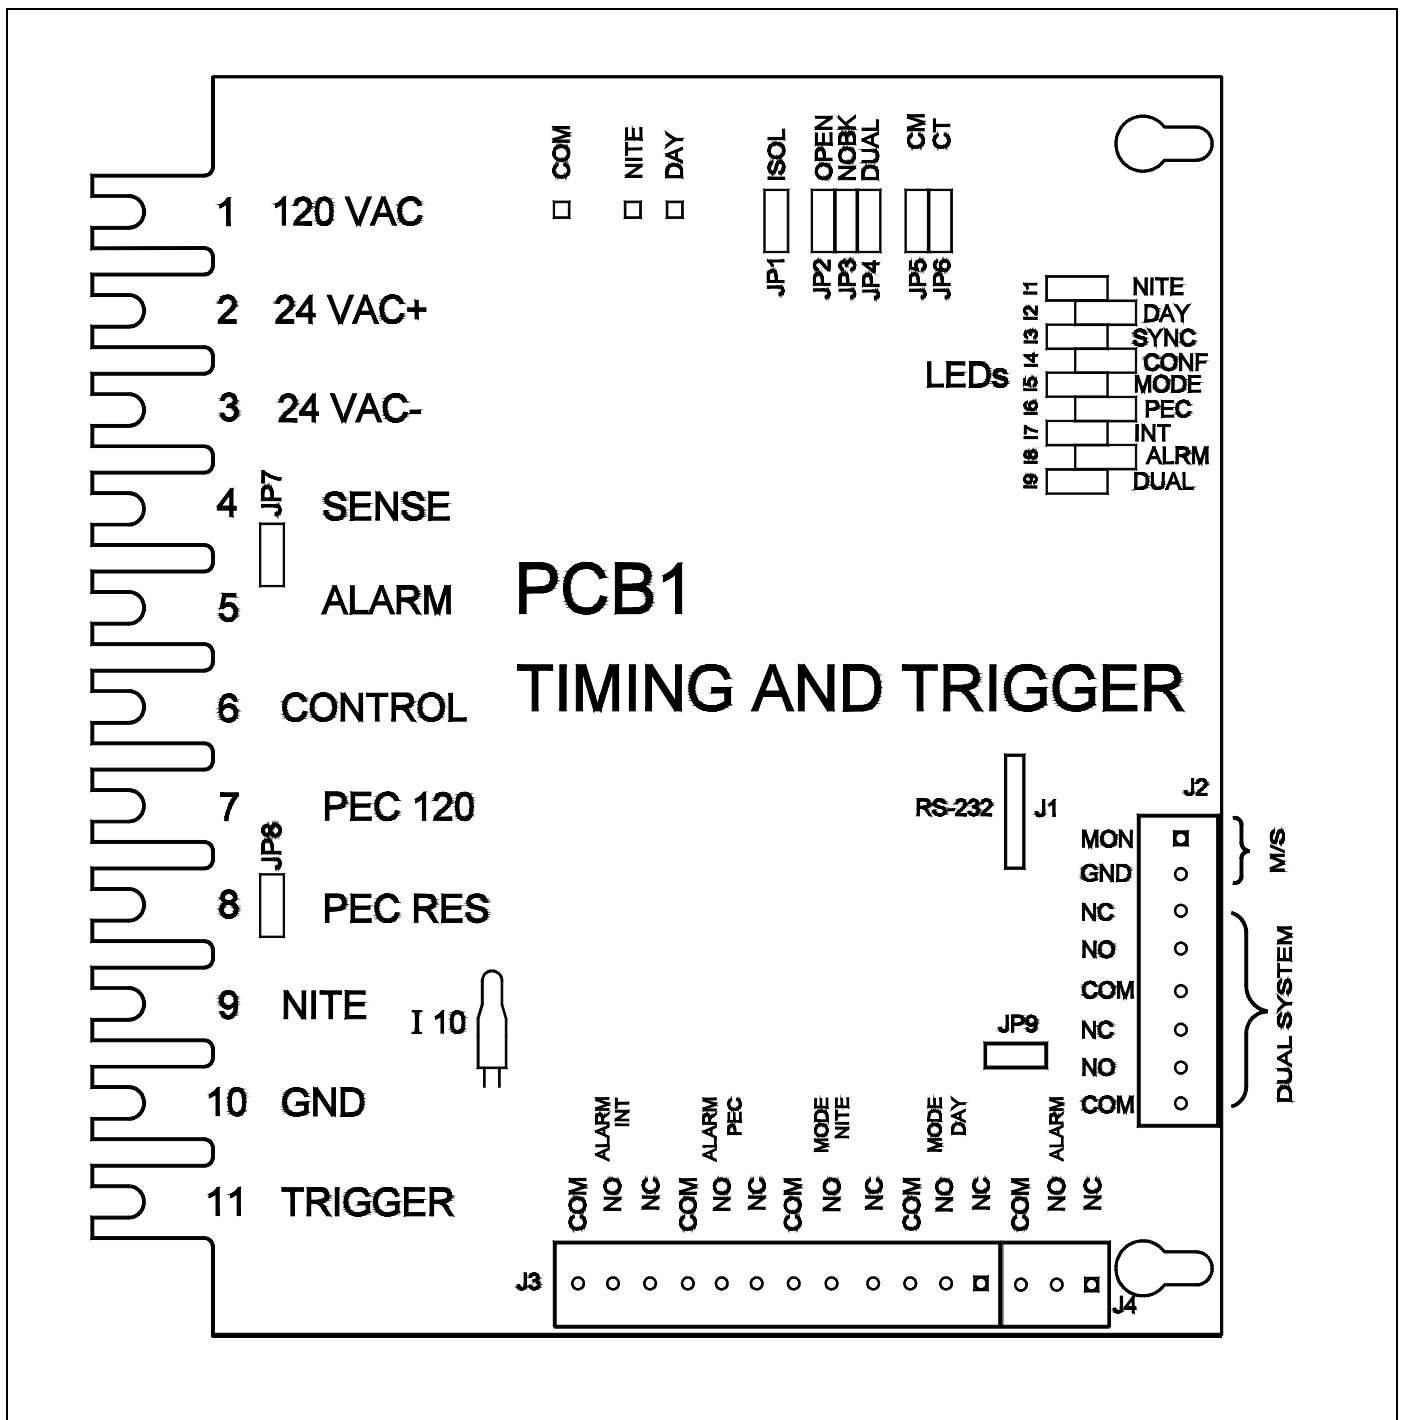 COM NITE DAY ISOL OPEN NOBK DUAL CM CT
JP1 JP2 JP3 JP4 JP5 JP6
1 120 VAC
2 24 VAC+
3 24 VAC-
4 SENSE
JP7
5 ALARM
6 CONTROL
7 PEC 120
JP8
8 PEC RES
9 NITE
10 GND
11 TRIGGER
LEDs
I1 NITE
I2 DAY
I3 SYNC
I4 CONF
I5 MODE
I6 PEC
I7 INT
I8 ALRM
I9 DUAL
PCB1
TIMING AND TRIGGER
RS-232 J1
J2
MON
GND
M/S
NC
NO
COM
NC
NO
COM
DUAL SYSTEM
I 10
JP9
ALARM INT
ALARM PEC
MODE NITE
MODE DAY
ALARM
COM NO NC COM NO NC COM NO NC COM NO NC COM NO NC
J3
J4